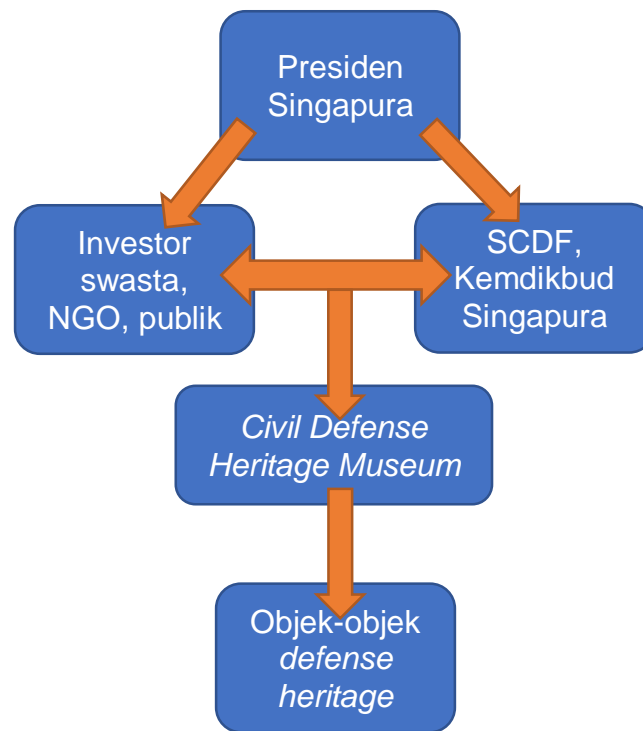 Presiden
Singapura
Investor
swasta,
NGO, publik
SCDF,
Kemdikbud
Singapura
Civil Defense
Heritage Museum
Objek-objek
defense
heritage